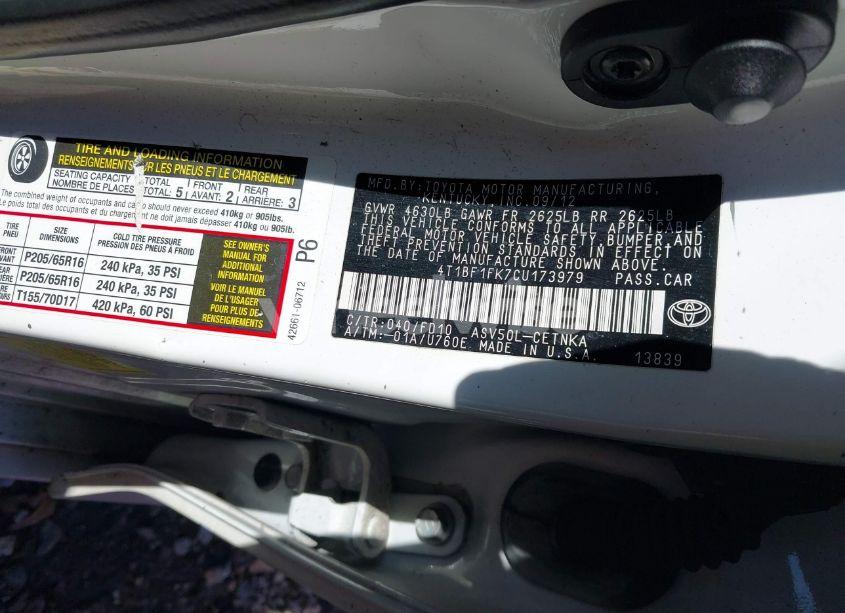 TIRE AND LOADING INFORMATION
RENSEIGNEMENTS SUR LES PNEUS ET LE CHARGEMENT
SEATING CAPACITY TOTAL FRONT REAR
NOMBRE DE PLACES TOTAL: 5 AVANT: 2 ARRIÈRE: 3
The combined weight of occupants and cargo should never exceed 410kg or 905lbs.
Le poids total des occupants et du chargement ne doit jamais dépasser 410kg ou 905lb.
TIRE SIZE COLD TIRE PRESSURE
PNEU DIMENSIONS PRESSION DES PNEUS À FROID
P205/65R16 240 kPa, 35 PSI
P205/65R16 240 kPa, 35 PSI
T155/70D17 420 kPa, 60 PSI
SEE OWNER'S
MANUAL FOR
ADDITIONAL
INFORMATION
VOIR LE MANUEL
DE L'USAGER
POUR PLUS DE
RENSEIGNEMENTS
P6
42661-06712
MFD. BY: TOYOTA MOTOR MANUFACTURING,
KENTUCKY, INC. 09/12
GVWR 4630LB GAWR FR 2625LB RR 2625LB
THIS VEHICLE CONFORMS TO ALL APPLICABLE
FEDERAL MOTOR VEHICLE SAFETY, BUMPER, AND
THEFT PREVENTION STANDARDS IN EFFECT ON
THE DATE OF MANUFACTURE SHOWN ABOVE.
4T1BF1FK7CU173979 PASS.CAR
C/TR:040/FD10 ASV50L-CETNKA
A/TM:-01A/U760E MADE IN U.S.A.
13839